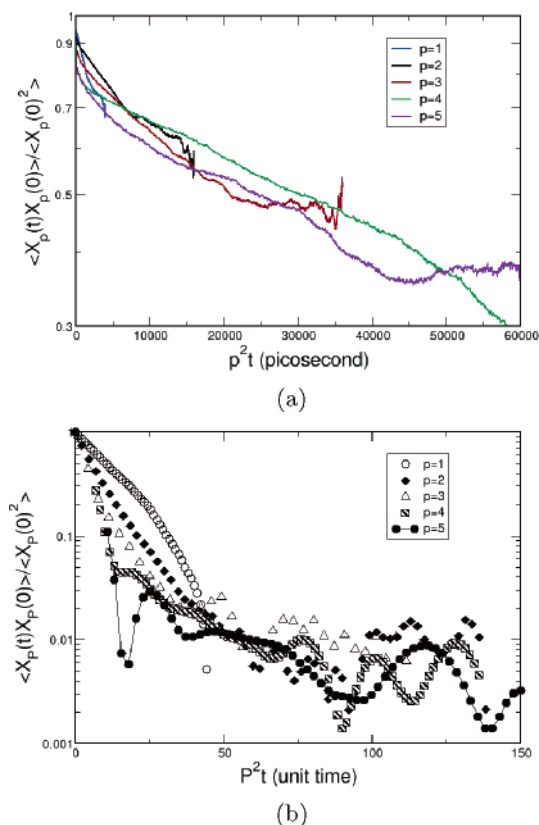 (a)
1
0.9
0.7
0.5
0.3
<X_p(t)X_p(0)>/<X_p(0)^2>
p=1
p=2
p=3
p=4
p=5
0 10000 20000 30000 40000 50000 60000
p^2t (picosecond)
(a)
0.1
0.01
0.001
<X_p(t)X_p(0)>/<X_p(0)^2>
p=1
p=2
p=3
p=4
p=5
0 50 100 150
P^2t (unit time)
(b)